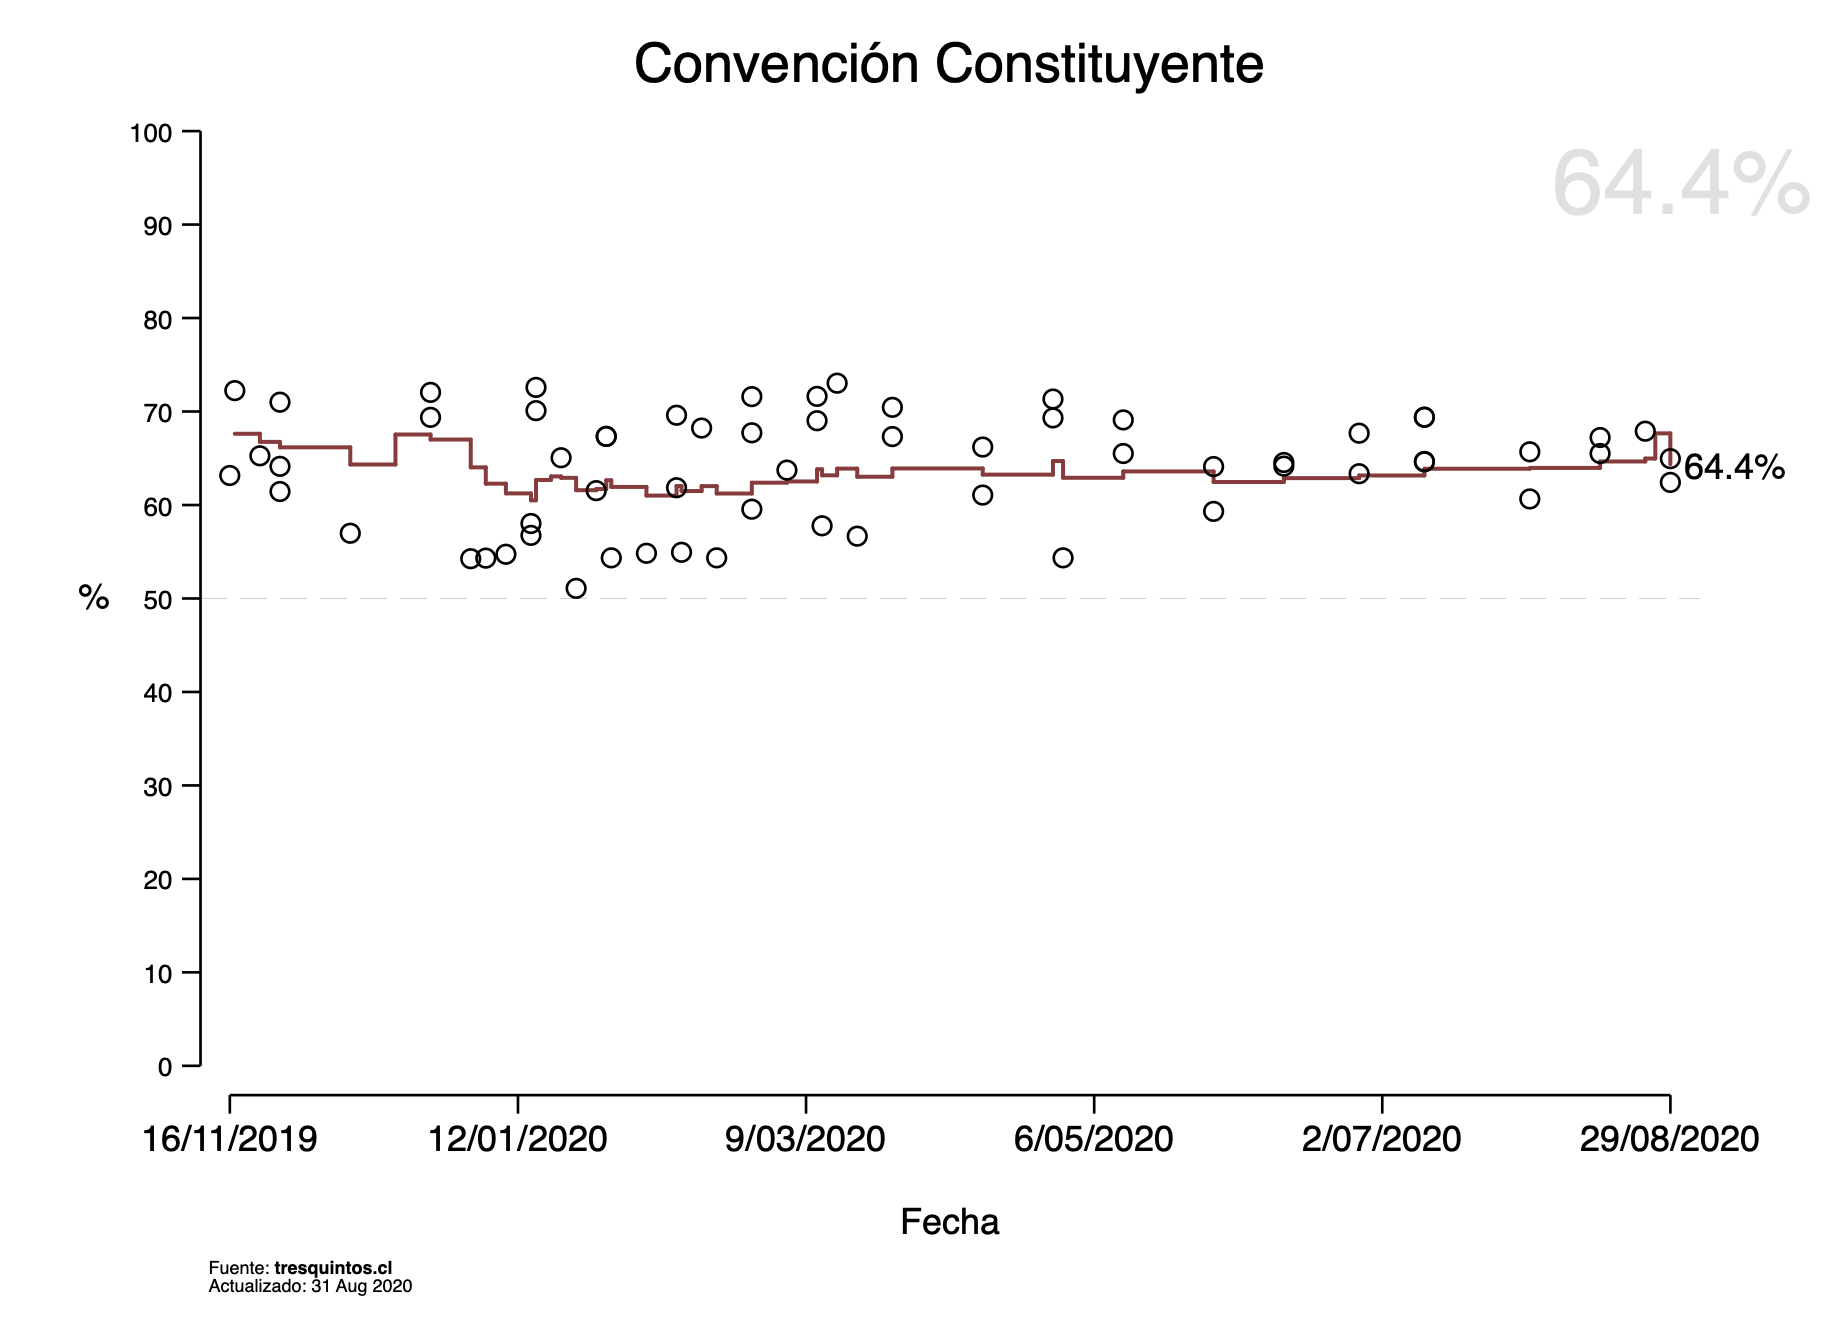 Convención Constituyente
64.4%
100
90
80
70
60
50
40
30
20
10
0
%
64.4%
16/11/2019 12/01/2020 9/03/2020 6/05/2020 2/07/2020 29/08/2020
Fecha
Fuente: tresquintos.cl
Actualizado: 31 Aug 2020